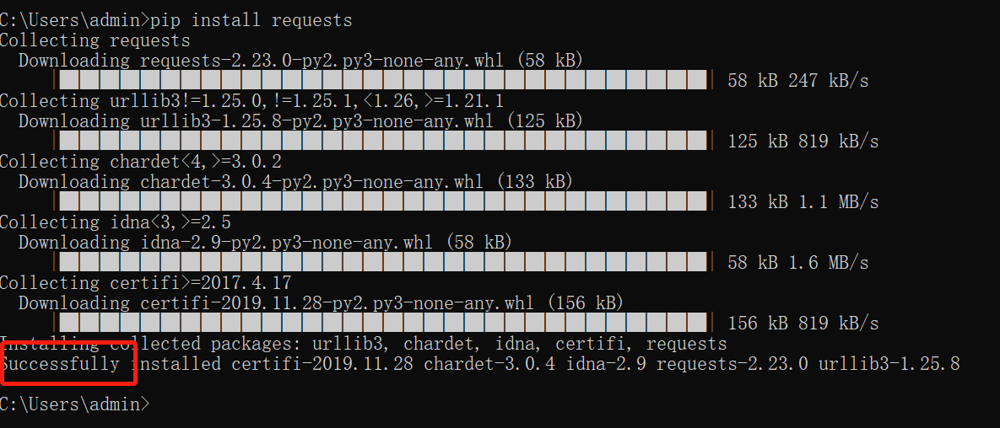 C:\Users\admin>pip install requests
Collecting requests
Downloading requests-2.23.0-py2.py3-none-any.whl (58 kB)
58 kB 247 kB/s
Collecting urllib3!=1.25.0,!=1.25.1,<1.26,>=1.21.1
Downloading urllib3-1.25.8-py2.py3-none-any.whl (125 kB)
125 kB 819 kB/s
Collecting chardet<4,>=3.0.2
Downloading chardet-3.0.4-py2.py3-none-any.whl (133 kB)
133 kB 1.1 MB/s
Collecting idna<3,>=2.5
Downloading idna-2.9-py2.py3-none-any.whl (58 kB)
58 kB 1.6 MB/s
Collecting certifi>=2017.4.17
Downloading certifi-2019.11.28-py2.py3-none-any.whl (156 kB)
156 kB 819 kB/s
Installing collected packages: urllib3, chardet, idna, certifi, requests
Successfully installed certifi-2019.11.28 chardet-3.0.4 idna-2.9 requests-2.23.0 urllib3-1.25.8
C:\Users\admin>